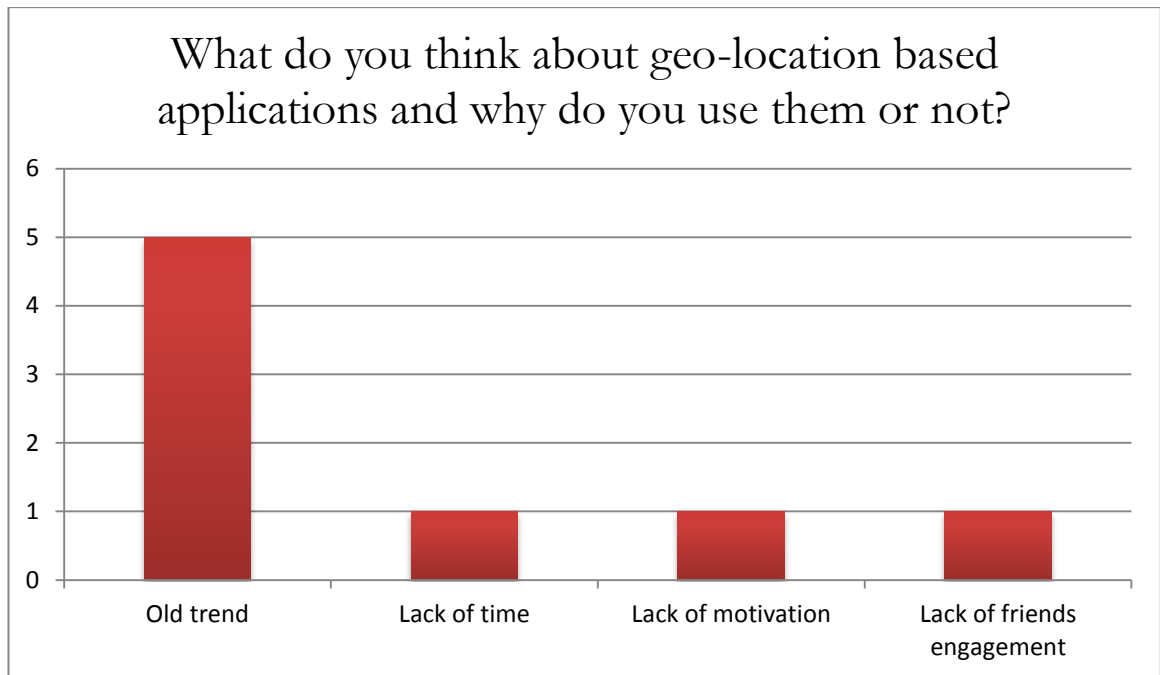 What do you think about geo-location based
applications and why do you use them or not?
6
5
4
3
2
1
0
Old trend
Lack of time
Lack of motivation
Lack of friends
engagement